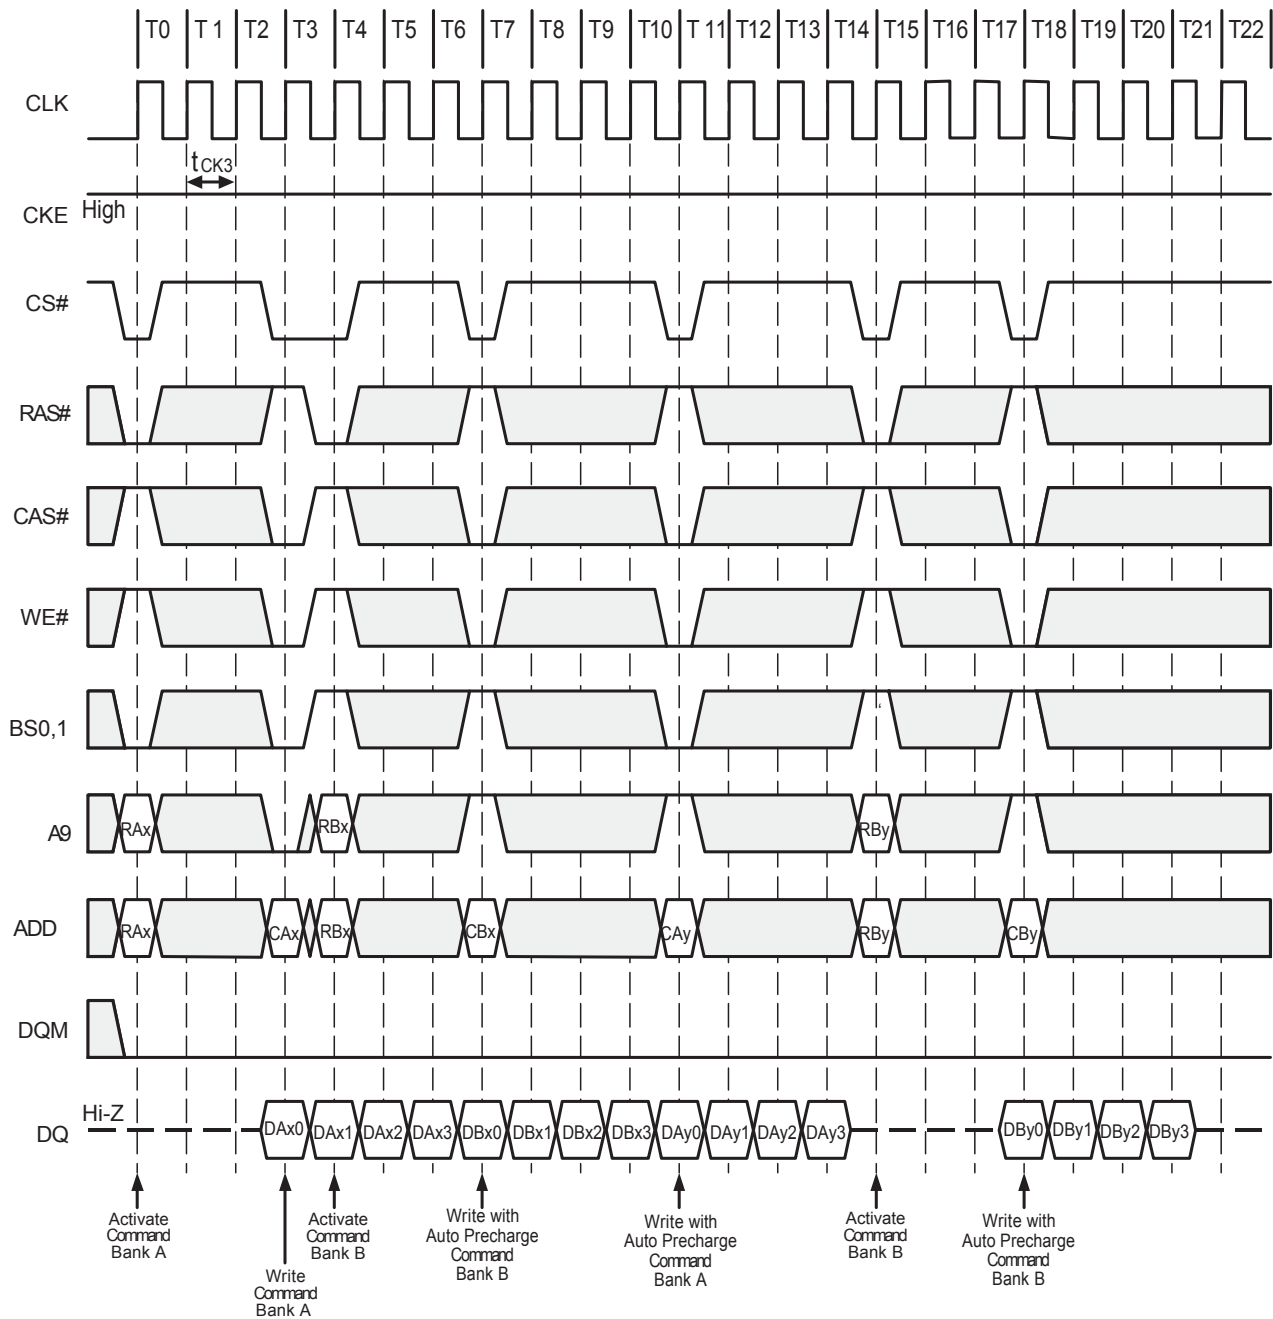 T0 T 1 T2 T3 T4 T5 T6 T7 T8 T9 T10 T 11 T12 T13 T14 T15 T16 T17 T18 T19 T20 T21 T22
CLK
tCK3
CKE High
CS#
RAS#
CAS#
WE#
BS0,1
A9 RAx RBx RBy
ADD RAx CAx RBx CBx CAy RBy CBy
DQM
Hi-Z
DQ DAx0 DAx1 DAx2 DAx3 DBx0 DBx1 DBx2 DBx3 DAy0 DAy1 DAy2 DAy3 DBy0 DBy1 DBy2 DBy3
Activate
Command
Bank A
Write
Command
Bank A
Activate
Command
Bank B
Write with
Auto Precharge
Command
Bank B
Write with
Auto Precharge
Command
Bank A
Activate
Command
Bank B
Write with
Auto Precharge
Command
Bank B